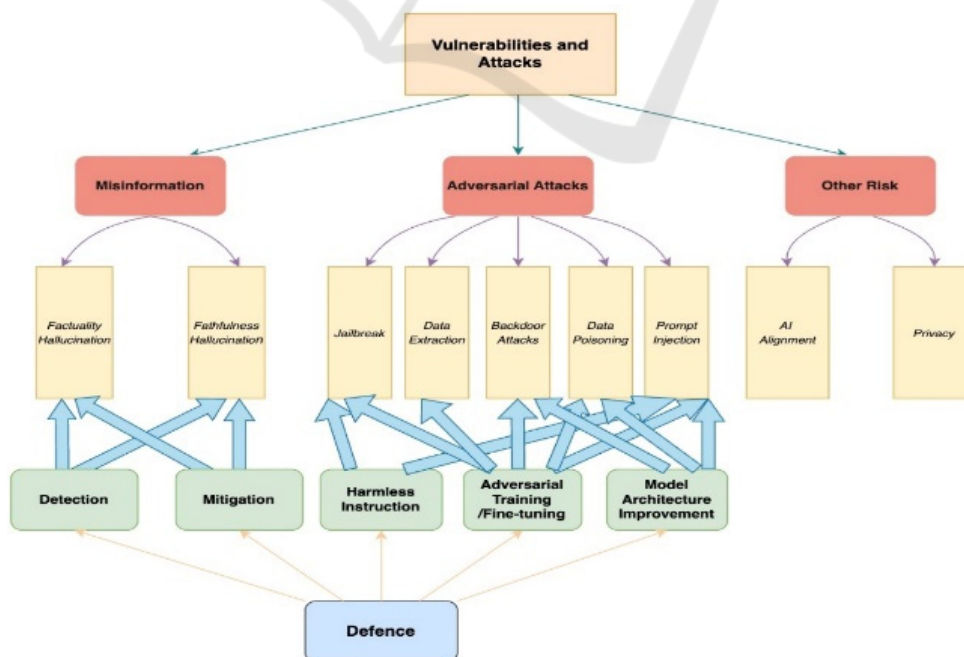 Vulnerabilities and
Attacks
Misinformation
Adversarial Attacks
Other Risk
Factuality
Hallucination
Fathfulness
Hallucination
Jailbreak
Data
Extraction
Backdoor
Attacks
Data
Poisoning
Prompt
Injection
AI
Alignment
Privacy
Detection
Mitigation
Harmless
Instruction
Adversarial
Training
/Fine-tuning
Model
Architecture
Improvement
Defence